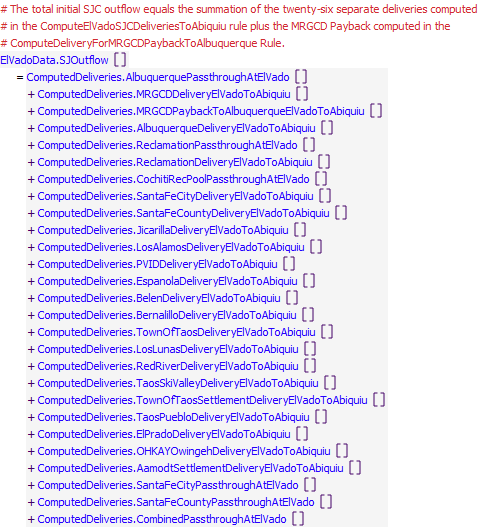 # The total initial SJC outflow equals the summation of the twenty-six separate deliveries computed
# in the ComputeElVadoSJCDeliveriesToAbiquiu rule plus the MRGCD Payback computed in the
# ComputeDeliveryForMRGCDPaybackToAlbuquerque Rule.
ElVadoData.SJOutflow []
= ComputedDeliveries.AlbuquerquePassthroughAtElVado []
+ ComputedDeliveries.MRGCDDeliveryElVadoToAbiquiu []
+ ComputedDeliveries.MRGCDPaybackToAlbuquerqueElVadoToAbiquiu []
+ ComputedDeliveries.AlbuquerqueDeliveryElVadoToAbiquiu []
+ ComputedDeliveries.ReclamationPassthroughAtElVado []
+ ComputedDeliveries.ReclamationDeliveryElVadoToAbiquiu []
+ ComputedDeliveries.CochitiRecPoolPassthroughAtElVado []
+ ComputedDeliveries.SantaFeCityDeliveryElVadoToAbiquiu []
+ ComputedDeliveries.SantaFeCountyDeliveryElVadoToAbiquiu []
+ ComputedDeliveries.JicarillaDeliveryElVadoToAbiquiu []
+ ComputedDeliveries.LosAlamosDeliveryElVadoToAbiquiu []
+ ComputedDeliveries.PVIDDeliveryElVadoToAbiquiu []
+ ComputedDeliveries.EspanolaDeliveryElVadoToAbiquiu []
+ ComputedDeliveries.BelenDeliveryElVadoToAbiquiu []
+ ComputedDeliveries.BernalilloDeliveryElVadoToAbiquiu []
+ ComputedDeliveries.TownOfTaosDeliveryElVadoToAbiquiu []
+ ComputedDeliveries.LosLunasDeliveryElVadoToAbiquiu []
+ ComputedDeliveries.RedRiverDeliveryElVadoToAbiquiu []
+ ComputedDeliveries.TaosSkiValleyDeliveryElVadoToAbiquiu []
+ ComputedDeliveries.TownOfTaosSettlementDeliveryElVadoToAbiquiu []
+ ComputedDeliveries.TaosPuebloDeliveryElVadoToAbiquiu []
+ ComputedDeliveries.ElPradoDeliveryElVadoToAbiquiu []
+ ComputedDeliveries.OHKAYOwingehDeliveryElVadoToAbiquiu []
+ ComputedDeliveries.AamodtSettlementDeliveryElVadoToAbiquiu []
+ ComputedDeliveries.SantaFeCityPassthroughAtElVado []
+ ComputedDeliveries.SantaFeCountyPassthroughAtElVado []
+ ComputedDeliveries.CombinedPassthroughAtElVado []